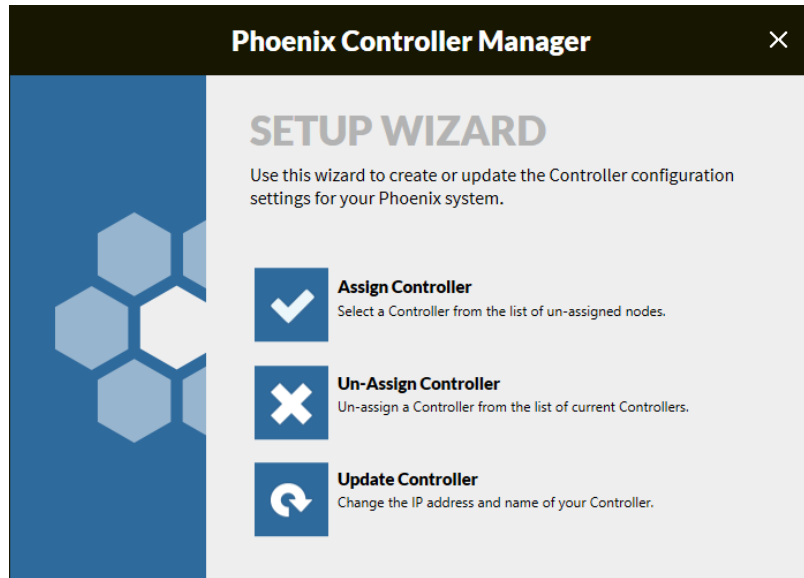 Phoenix Controller Manager
SETUP WIZARD
Use this wizard to create or update the Controller configuration
settings for your Phoenix system.
Assign Controller
Select a Controller from the list of un-assigned nodes.
Un-Assign Controller
Un-assign a Controller from the list of current Controllers.
Update Controller
Change the IP address and name of your Controller.